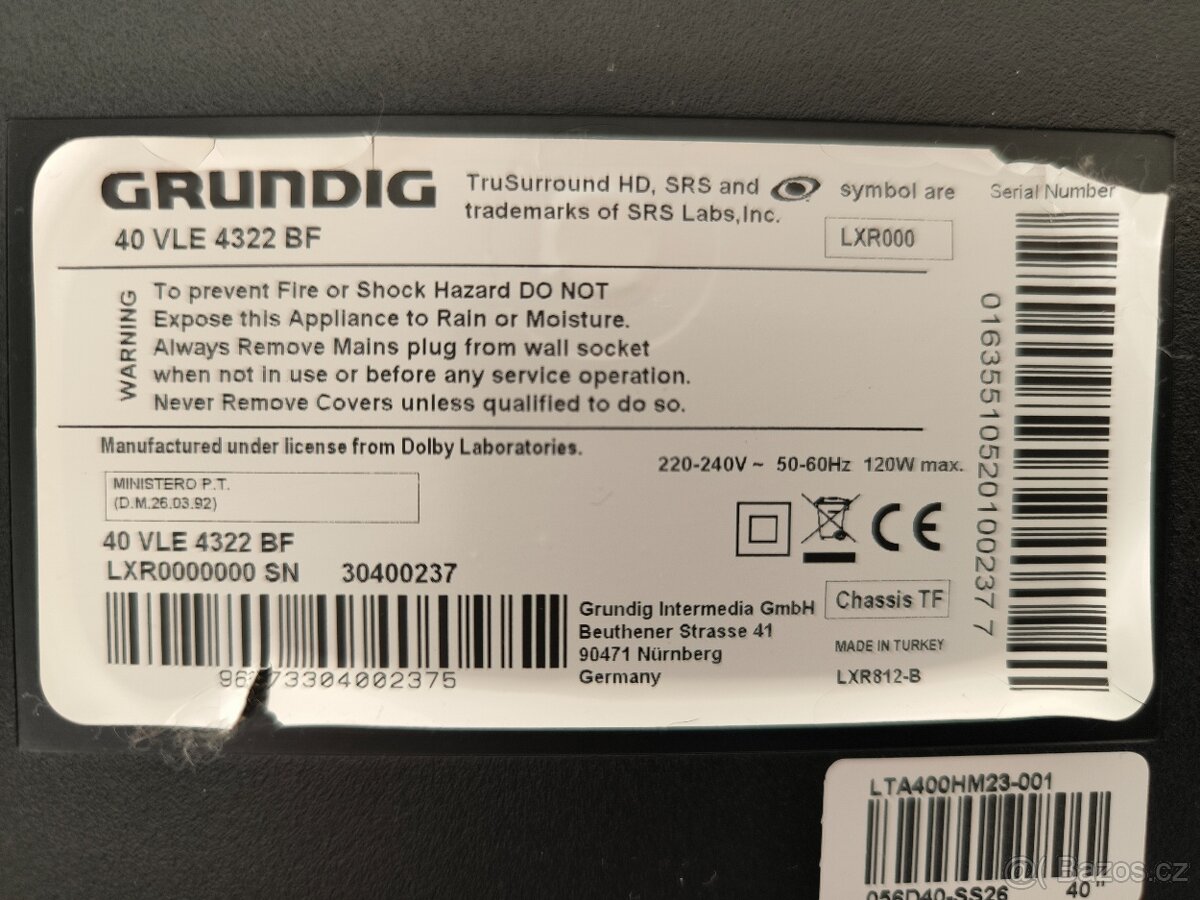 GRUNDIG
40 VLE 4322 BF
TruSurround HD, SRS and symbol are
trademarks of SRS Labs,Inc.
LXR000
Serial Number
WARNING
To prevent Fire or Shock Hazard DO NOT
Expose this Appliance to Rain or Moisture.
Always Remove Mains plug from wall socket
when not in use or before any service operation.
Never Remove Covers unless qualified to do so.
Manufactured under license from Dolby Laboratories.
220-240V ~ 50-60Hz 120W max.
MINISTERO P.T.
(D.M.26.03.92)
CE
40 VLE 4322 BF
LXR0000000 SN 30400237
Grundig Intermedia GmbH
Beuthener Strasse 41
90471 Nürnberg
Germany
Chassis TF
MADE IN TURKEY
LXR812-B
01635510520100237 7
LTA400HM23-001
056D40-SS26 40"
@( Bazos.cz